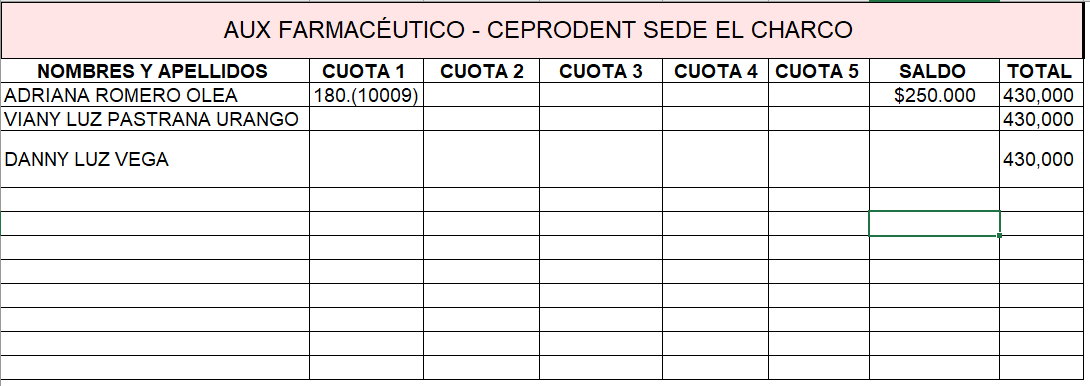 AUX FARMACÉUTICO - CEPRODENT SEDE EL CHARCO
NOMBRES Y APELLIDOS CUOTA 1 CUOTA 2 CUOTA 3 CUOTA 4 CUOTA 5 SALDO TOTAL
ADRIANA ROMERO OLEA 180.(10009) $250.000 430,000
VIANY LUZ PASTRANA URANGO 430,000
DANNY LUZ VEGA 430,000